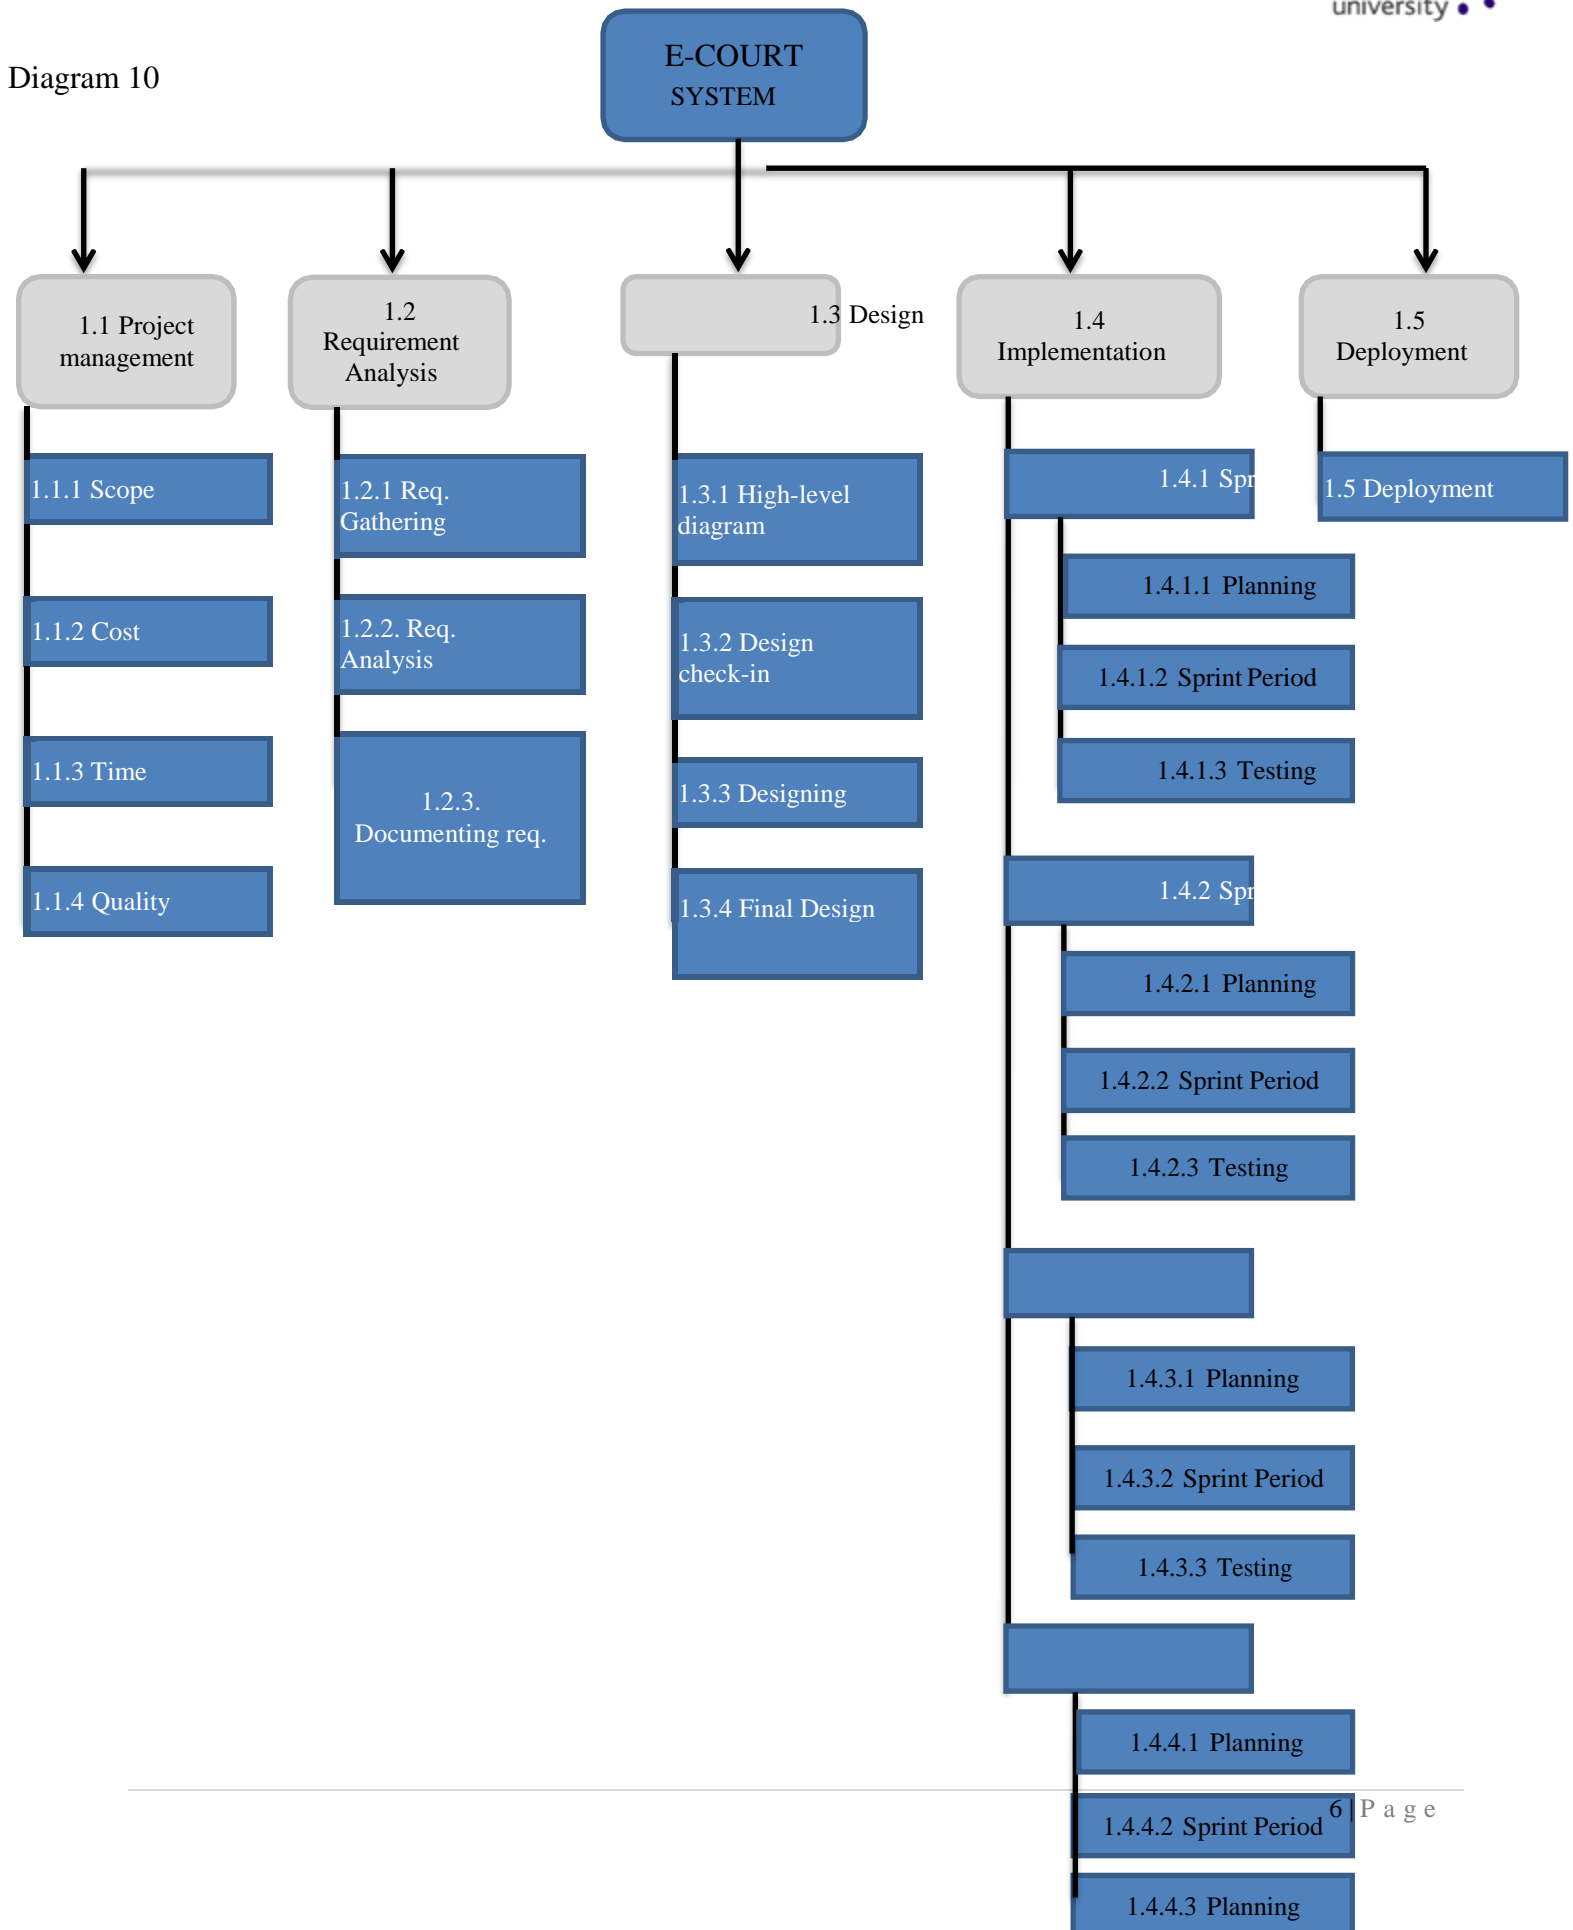 university
E-COURT
SYSTEM
Diagram 10
1.1 Project
management
1.2
Requirement
Analysis
1.3 Design
1.4
Implementation
1.5
Deployment
1.1.1 Scope
1.1.2 Cost
1.1.3 Time
1.1.4 Quality
1.2.1 Req.
Gathering
1.2.2. Req.
Analysis
1.2.3.
Documenting req.
1.3.1 High-level
diagram
1.3.2 Design
check-in
1.3.3 Designing
1.3.4 Final Design
1.4.1 Spr
1.4.1.1 Planning
1.4.1.2 Sprint Period
1.4.1.3 Testing
1.4.2 Spr
1.4.2.1 Planning
1.4.2.2 Sprint Period
1.4.2.3 Testing
1.4.3.1 Planning
1.4.3.2 Sprint Period
1.4.3.3 Testing
1.4.4.1 Planning
1.4.4.2 Sprint Period
1.4.4.3 Planning
1.5 Deployment
6 | P a g e